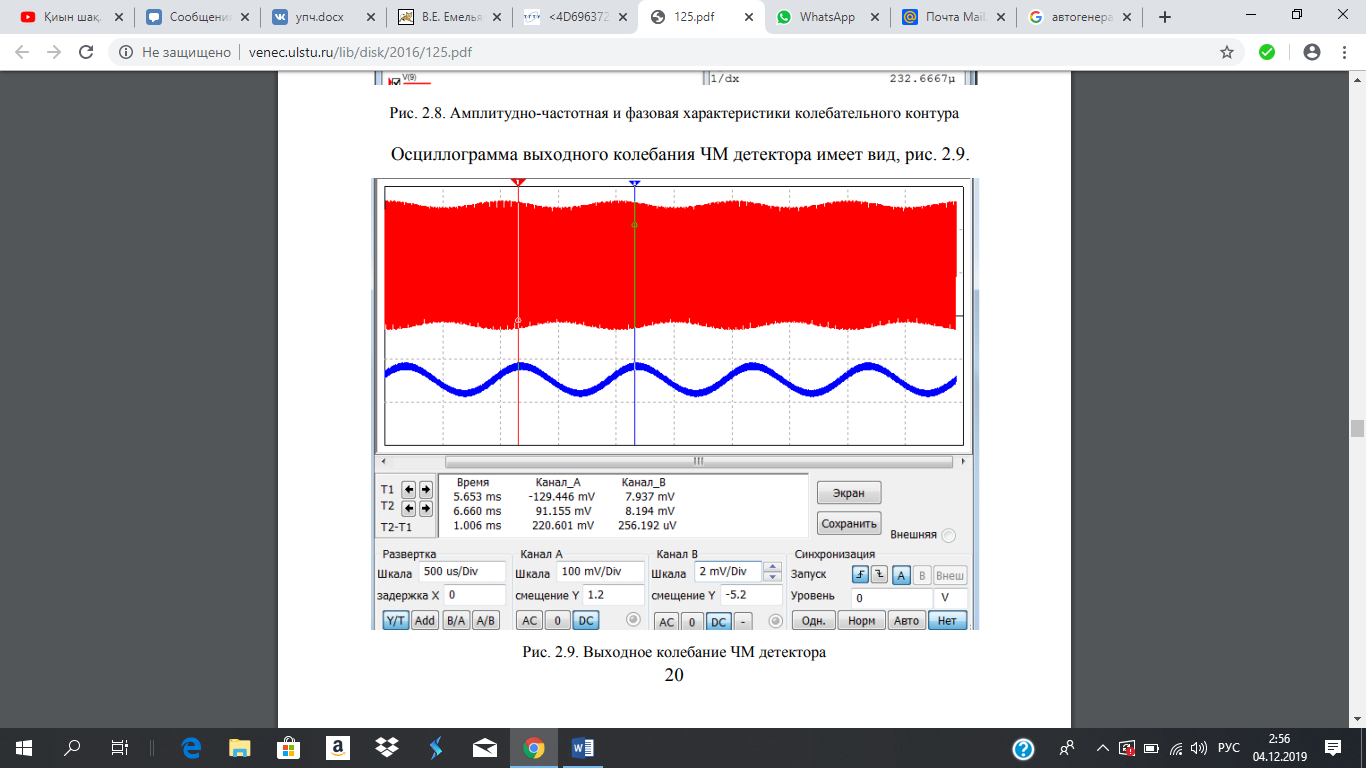 Қиын шақ.
Сообщени
упч.docx
В.Е. Емелья
<4D696372
125.pdf
WhatsApp
Почта Mail
автогенера
Не защищено
venec.ulstu.ru/lib/disk/2016/125.pdf
V(9)
1/dx 232.6667µ
Рис. 2.8. Амплитудно-частотная и фазовая характеристики колебательного контура
Осциллограмма выходного колебания ЧМ детектора имеет вид, рис. 2.9.
Время Канал_A Канал_B
T1 5.653 ms -129.446 mV 7.937 mV
T2 6.660 ms 91.155 mV 8.194 mV
T2-T1 1.006 ms 220.601 mV 256.192 uV
Экран
Сохранить
Внешняя
Развертка
Шкала 500 us/Div
задержка X 0
Y/T Add B/A A/B
Канал A
Шкала 100 mV/Div
смещение Y 1.2
AC 0 DC
Канал B
Шкала 2 mV/Div
смещение Y -5.2
AC 0 DC -
Синхронизация
Запуск A B Внеш
Уровень 0 V
Одн. Норм Авто Нет
Рис. 2.9. Выходное колебание ЧМ детектора
20
РУС
2:56
04.12.2019